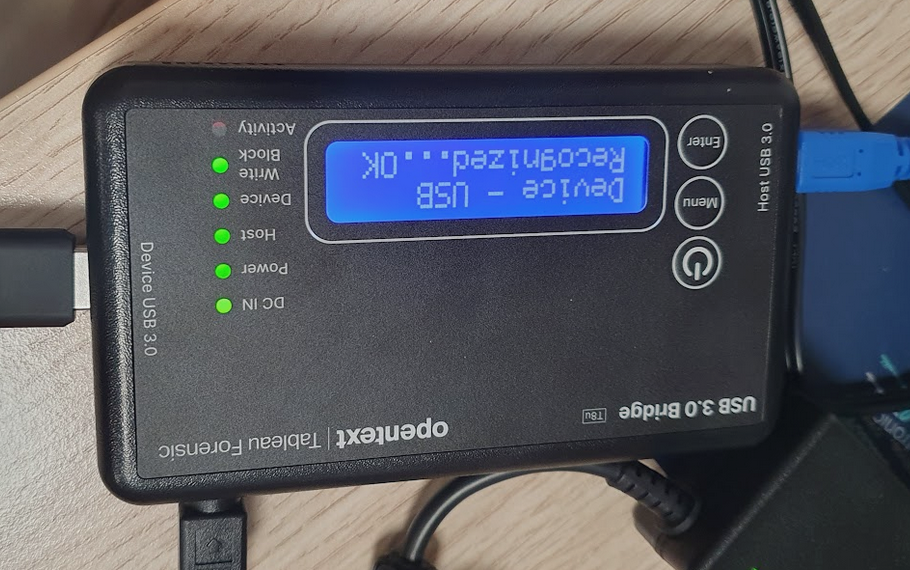 USB 3.0 Bridge T8u
opentext | Tableau Forensic
DC IN
Power
Host
Device
Write
Block
Activity
Device - USB
Recognized...OK
Enter
Menu
Host USB 3.0
Device USB 3.0